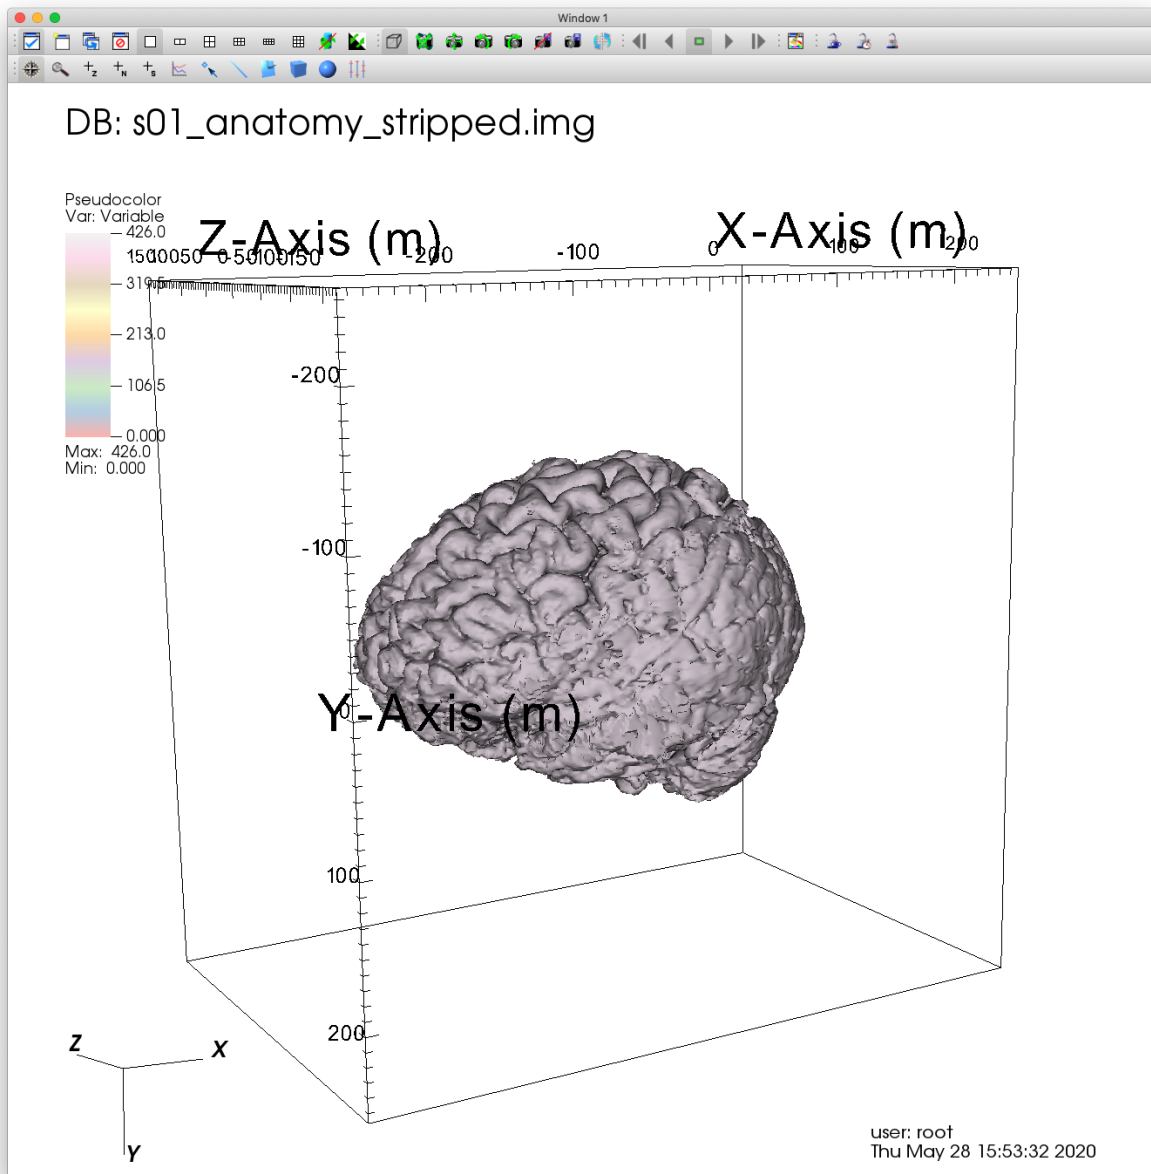 Window 1
DB: s01_anatomy_stripped.img
Pseudocolor
Var: Variable
426.0
213.0
106.5
0.000
Max: 426.0
Min: 0.000
Z-Axis (m)
X-Axis (m)
-200 -100 0 100 200
-200
-100
Y-Axis (m)
0
100
200
Z
X
Y
user: root
Thu May 28 15:53:32 2020